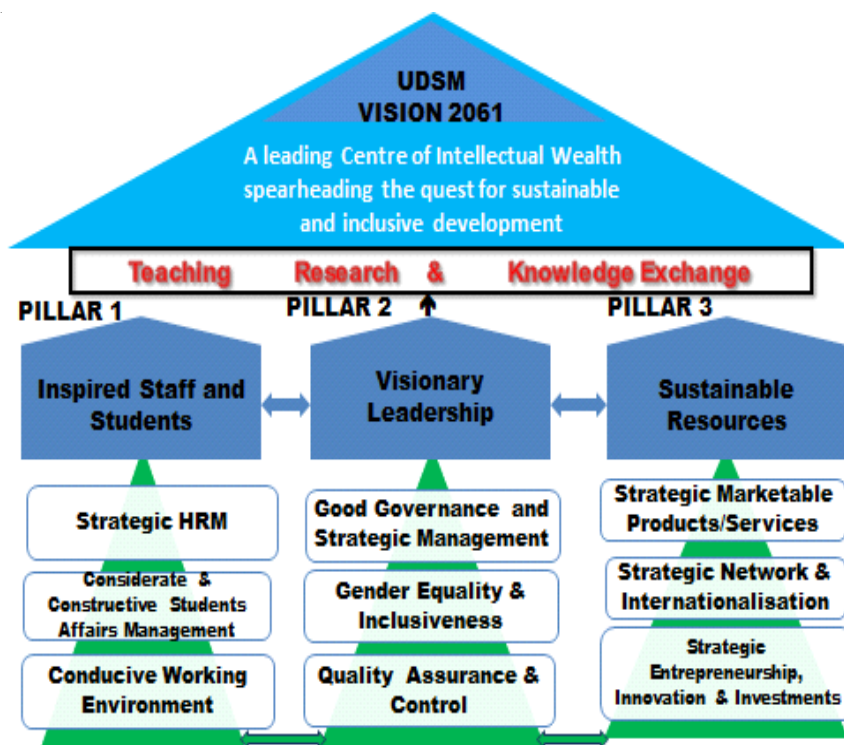 UDSM
VISION 2061
A leading Centre of Intellectual Wealth
spearheading the quest for sustainable
and inclusive development
Teaching Research & Knowledge Exchange
PILLAR 1
PILLAR 2
PILLAR 3
Inspired Staff and
Students
Visionary
Leadership
Sustainable
Resources
Strategic HRM
Considerate &
Constructive Students
Affairs Management
Conducive Working
Environment
Good Governance and
Strategic Management
Gender Equality &
Inclusiveness
Quality Assurance &
Control
Strategic Marketable
Products/Services
Strategic Network &
Internationalisation
Strategic
Entrepreneurship,
Innovation & Investments